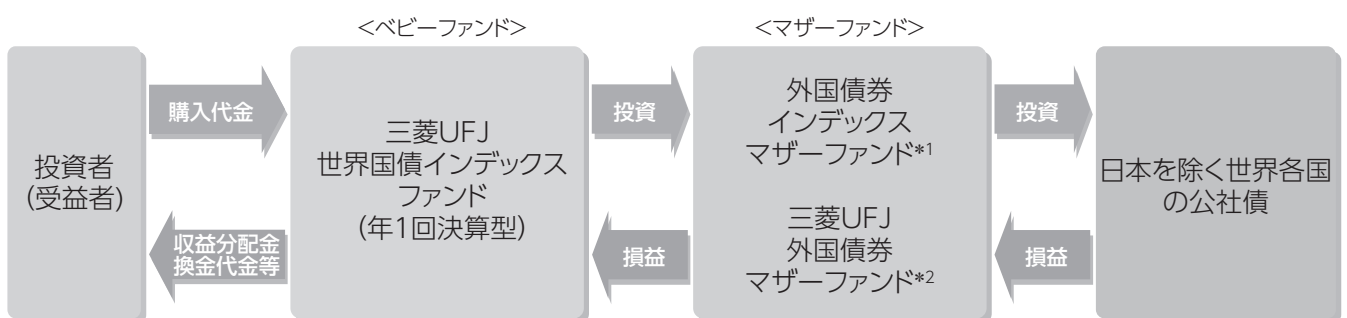 <ベビーファンド>
<マザーファンド>
投資者
(受益者)
購入代金
収益分配金
換金代金等
三菱UFJ
世界国債インデックス
ファンド
(年1回決算型)
投資
損益
外国債券
インデックス
マザーファンド*1
三菱UFJ
外国債券
マザーファンド*2
投資
損益
日本を除く世界各国
の公社債